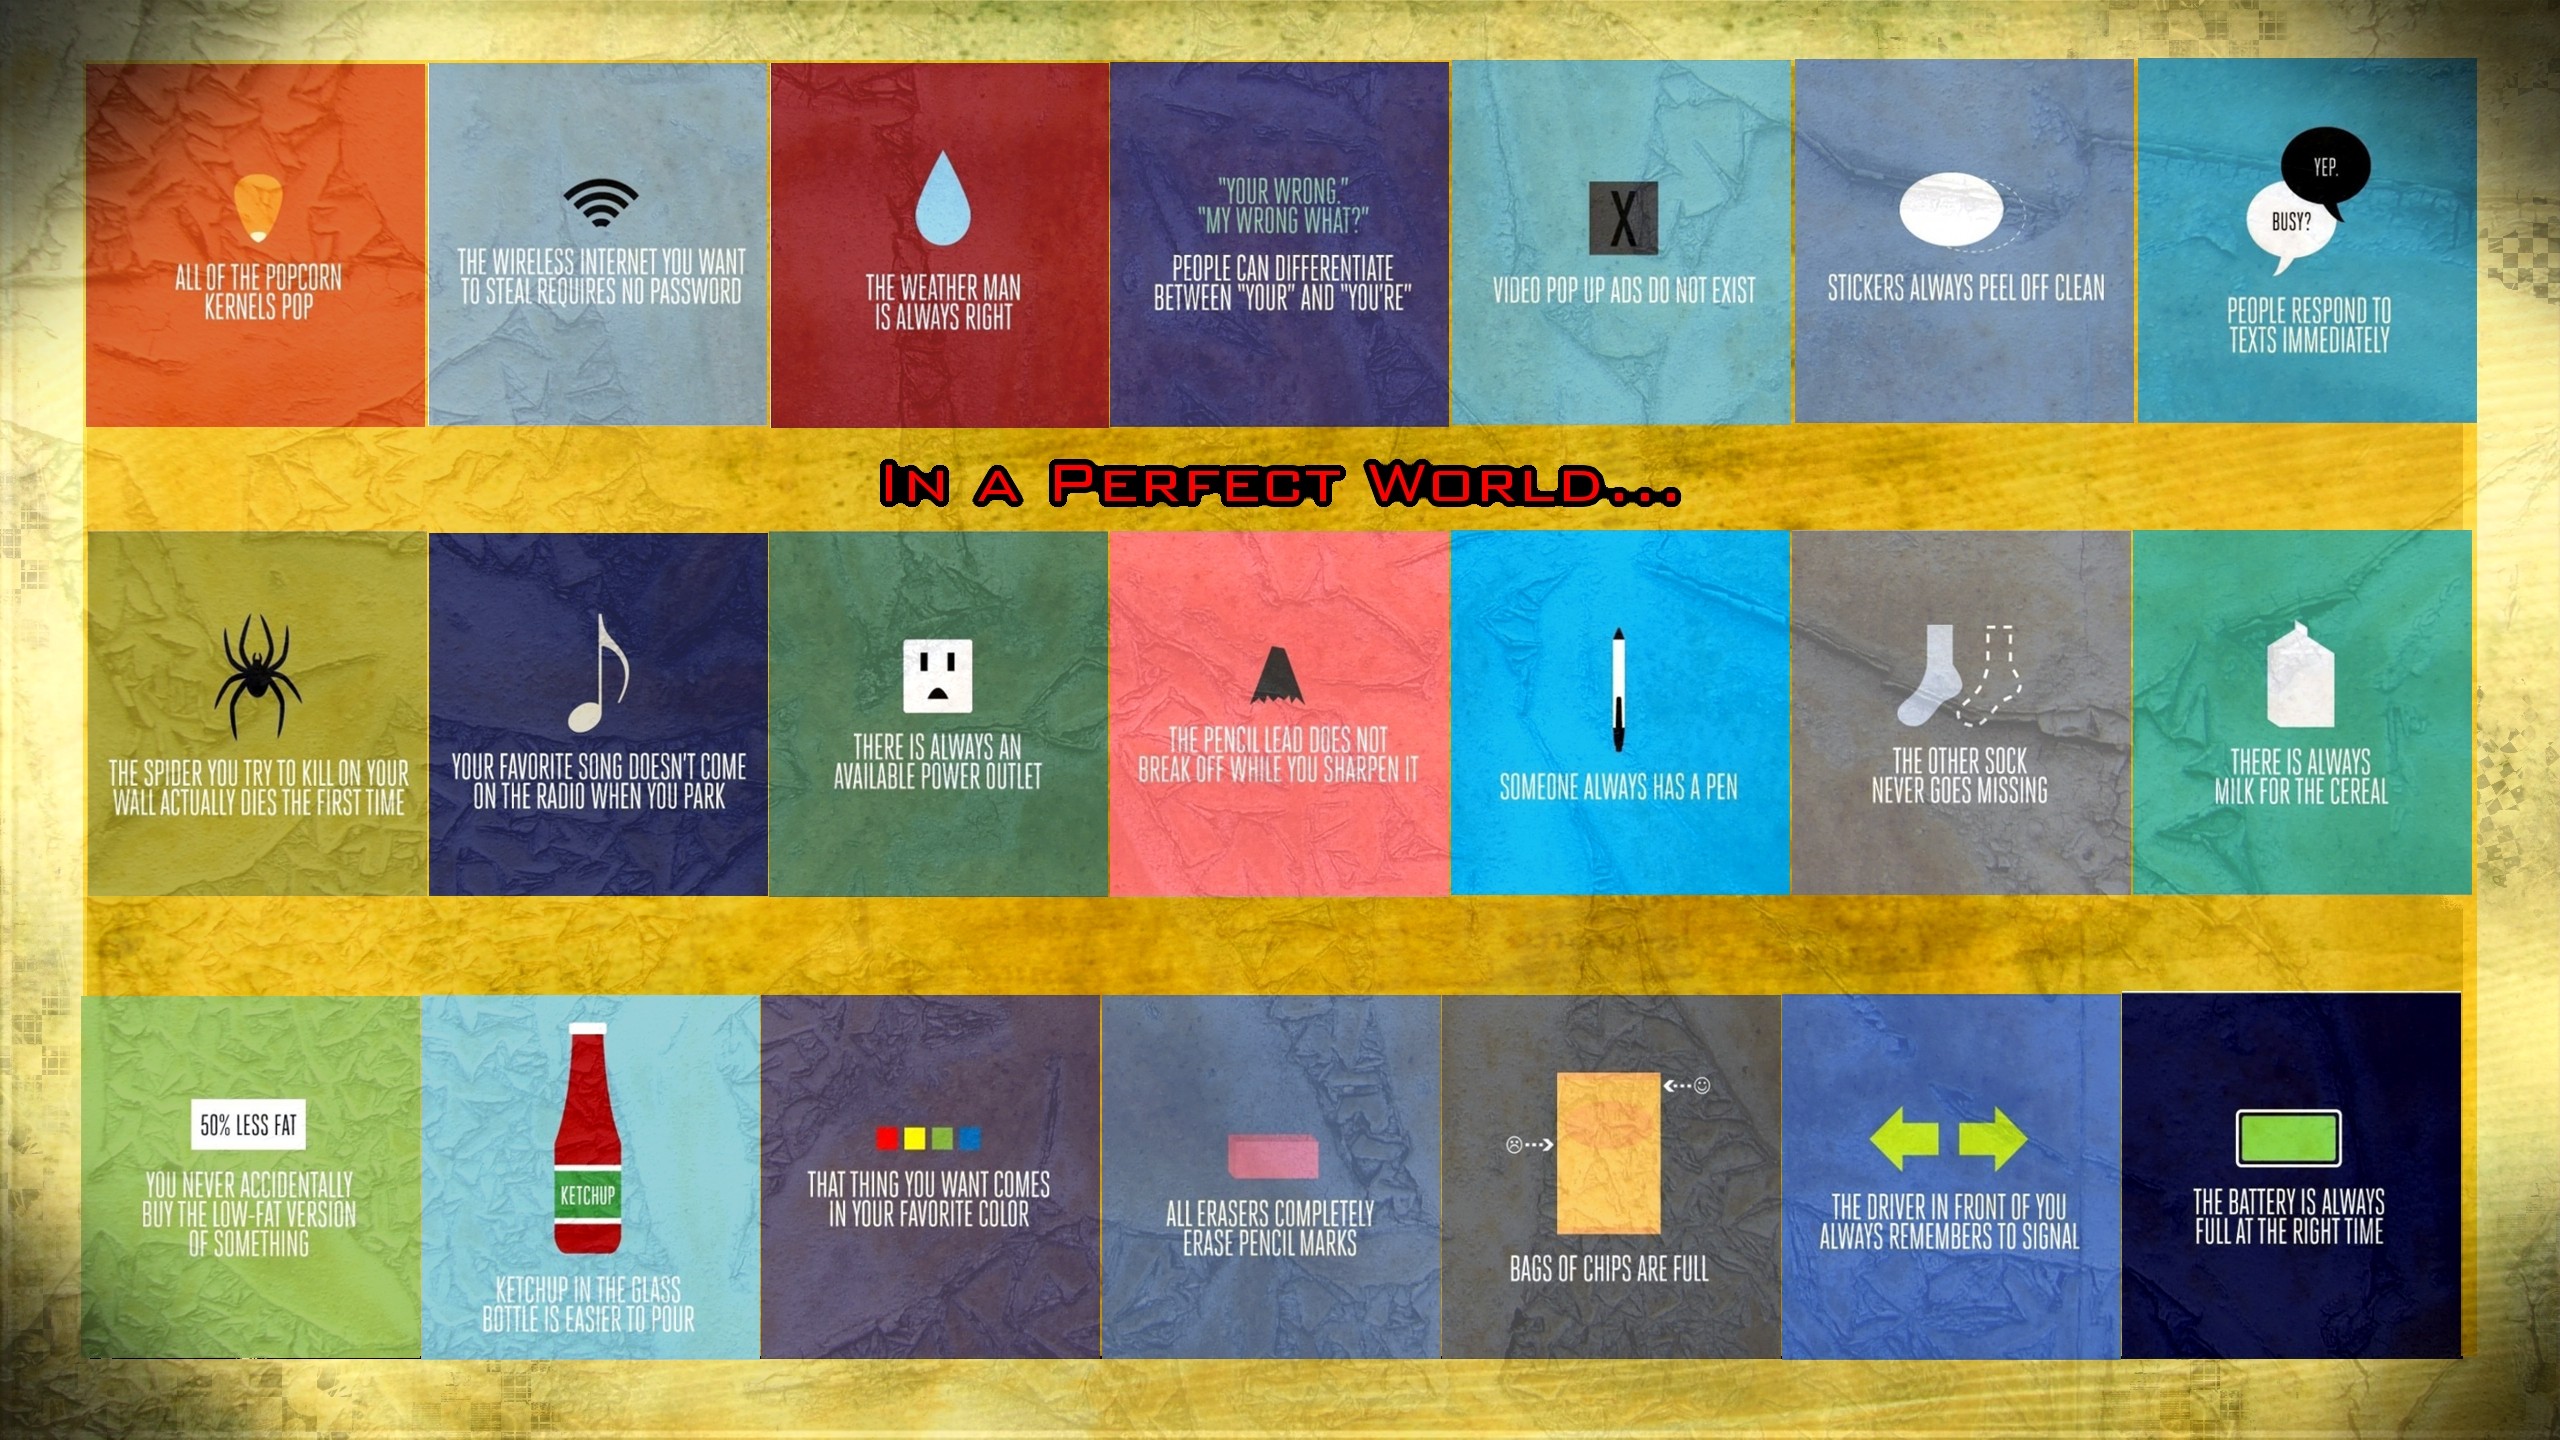 ALL OF THE POPCORN
KERNELS POP
THE WIRELESS INTERNET YOU WANT
TO STEAL REQUIRES NO PASSWORD
THE WEATHER MAN
IS ALWAYS RIGHT
"YOUR WRONG."
"MY WRONG WHAT?"
PEOPLE CAN DIFFERENTIATE
BETWEEN "YOUR" AND "YOU'RE"
X
VIDEO POP UP ADS DO NOT EXIST
STICKERS ALWAYS PEEL OFF CLEAN
YEP.
BUSY?
PEOPLE RESPOND TO
TEXTS IMMEDIATELY
IN A PERFECT WORLD...
THE SPIDER YOU TRY TO KILL ON YOUR
WALL ACTUALLY DIES THE FIRST TIME
YOUR FAVORITE SONG DOESN'T COME
ON THE RADIO WHEN YOU PARK
THERE IS ALWAYS AN
AVAILABLE POWER OUTLET
THE PENCIL LEAD DOES NOT
BREAK OFF WHILE YOU SHARPEN IT
SOMEONE ALWAYS HAS A PEN
THE OTHER SOCK
NEVER GOES MISSING
THERE IS ALWAYS
MILK FOR THE CEREAL
50% LESS FAT
YOU NEVER ACCIDENTALLY
BUY THE LOW-FAT VERSION
OF SOMETHING
KETCHUP
KETCHUP IN THE GLASS
BOTTLE IS EASIER TO POUR
THAT THING YOU WANT COMES
IN YOUR FAVORITE COLOR
ALL ERASERS COMPLETELY
ERASE PENCIL MARKS
BAGS OF CHIPS ARE FULL
THE DRIVER IN FRONT OF YOU
ALWAYS REMEMBERS TO SIGNAL
THE BATTERY IS ALWAYS
FULL AT THE RIGHT TIME